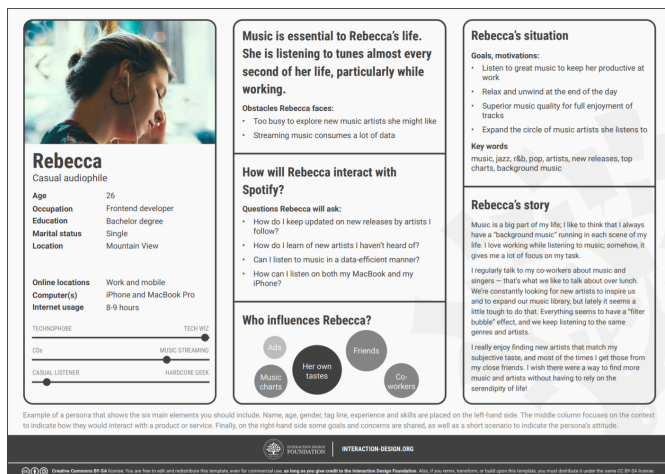 Rebecca
Casual audiophile
Age 26
Occupation Frontend developer
Education Bachelor degree
Marital status Single
Location Mountain View
Online locations Work and mobile
Computer(s) iPhone and MacBook Pro
Internet usage 8-9 hours
TECHNOPHOBE TECH WIZ
CDs MUSIC STREAMING
CASUAL LISTENER HARDCORE GEEK
Music is essential to Rebecca’s life.
She is listening to tunes almost every
second of her life, particularly while
working.
Obstacles Rebecca faces:
• Too busy to explore new music artists she might like
• Streaming music consumes a lot of data
How will Rebecca interact with
Spotify?
Questions Rebecca will ask:
• How do I keep updated on new releases by artists I
follow?
• How do I learn of new artists I haven’t heard of?
• Can I listen to music in a data-efficient manner?
• How can I listen on both my MacBook and my
iPhone?
Who influences Rebecca?
Ads
Music
charts
Her own
tastes
Friends
Co-
workers
Rebecca’s situation
Goals, motivations:
• Listen to great music to keep her productive at
work
• Relax and unwind at the end of the day
• Superior music quality for full enjoyment of
tracks
• Expand the circle of music artists she listens to
Key words
music, jazz, r&b, pop, artists, new releases, top
charts, background music
Rebecca’s story
Music is a big part of my life; I like to think that I always
have a “background music” running in each scene of my
life. I love working while listening to music; somehow, it
gives me a lot of focus on my task.
I regularly talk to my co-workers about music and
singers — that’s what we like to talk about over lunch.
We’re constantly looking for new artists to inspire us
and to expand our music library, but lately it seems a
little tough to do that. Everything seems to have a “filter
bubble” effect, and we keep listening to the same
genres and artists.
I really enjoy finding new artists that match my
subjective taste, and most of the times I get those from
my close friends. I wish there were a way to find more
music and artists without having to rely on the
serendipity of life!
Example of a persona that shows the six main elements you should include. Name, age, gender, tag line, experience and skills are placed on the left-hand side. The middle column focuses on the context
to indicate how they would interact with a product or service. Finally, on the right-hand side some goals and concerns are shared, as well as a short scenario to indicate the persona's attitude.
INTERACTION DESIGN
FOUNDATION
INTERACTION-DESIGN.ORG
Creative Commons BY-SA license: You are free to edit and redistribute this template, even for commercial use, as long as you give credit to the Interaction Design Foundation. Also, if you remix, transform, or build upon this template, you must distribute it under the same CC BY-SA license.